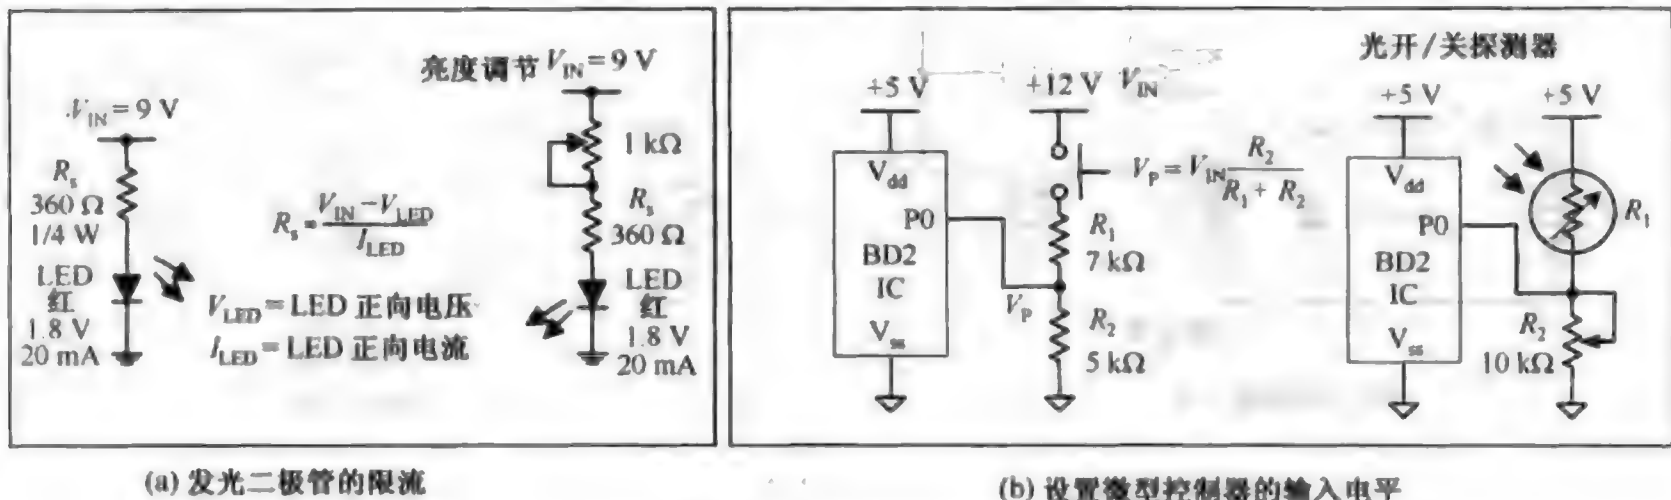 V_IN = 9 V
R_s
360 Ω
1/4 W
LED
红
1.8 V
20 mA
R_s = (V_IN − V_LED) / I_LED
V_LED = LED 正向电压
I_LED = LED 正向电流
亮度调节 V_IN = 9 V
1 kΩ
R_s
360 Ω
LED
红
1.8 V
20 mA
(a) 发光二极管的限流
+5 V
V_dd
P0
BD2
IC
V_ss
+12 V V_IN
V_P = V_IN R_2 / (R_1 + R_2)
R_1
7 kΩ
V_P
R_2
5 kΩ
光开/关探测器
+5 V
+5 V
V_dd
P0
BD2
IC
V_ss
R_1
R_2
10 kΩ
(b) 设置微型控制器的输入电平